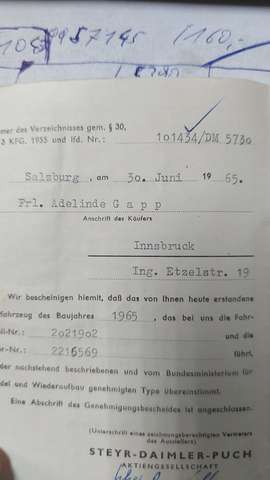 9957195 1160,-
mer des Verzeichnisses gem. § 30,
3 KFG. 1955 und lfd. Nr.: 101434/DM 5730
Salzburg, am 30. Juni 1965.
Frl. Adelinde Gapp
Anschrift des Käufers
Innsbruck
Ing. Etzelstr. 19
Wir bescheinigen hiemit, daß das von Ihnen heute erstandene
fahrzeug des Baujahres 1965, das bei uns die Fahr-
ll-Nr.: 2021902 und die
r-Nr.: 2216569 führt,
der nachstehend beschriebenen und vom Bundesministerium für
del und Wiederaufbau genehmigten Type übereinstimmt.
Eine Abschrift des Genehmigungsbescheides ist angeschlossen.
(Unterschrift eines zeichnungsberechtigten Vertreters
des Ausstellers)
STEYR-DAIMLER-PUCH
AKTIENGESELLSCHAFT